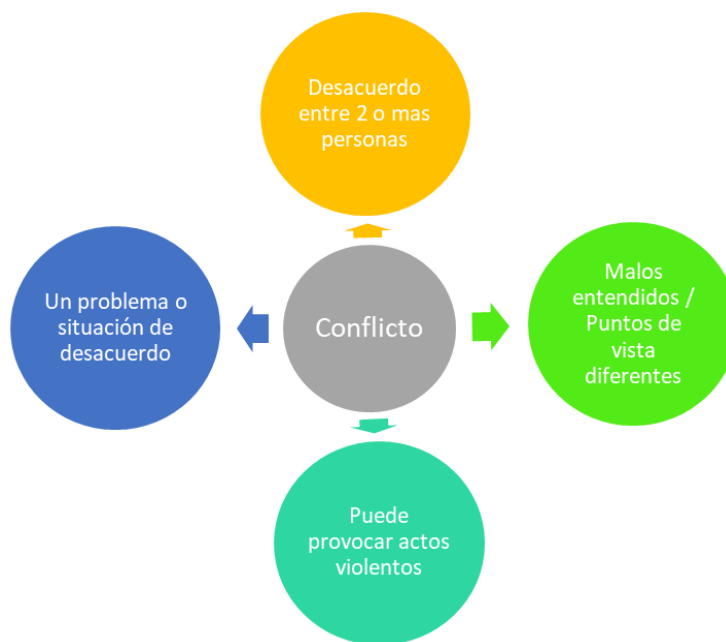 Desacuerdo
entre 2 o mas
personas
Un problema o
situación de
desacuerdo
Conflicto
Malos
entendidos /
Puntos de
vista
diferentes
Puede
provocar actos
violentos